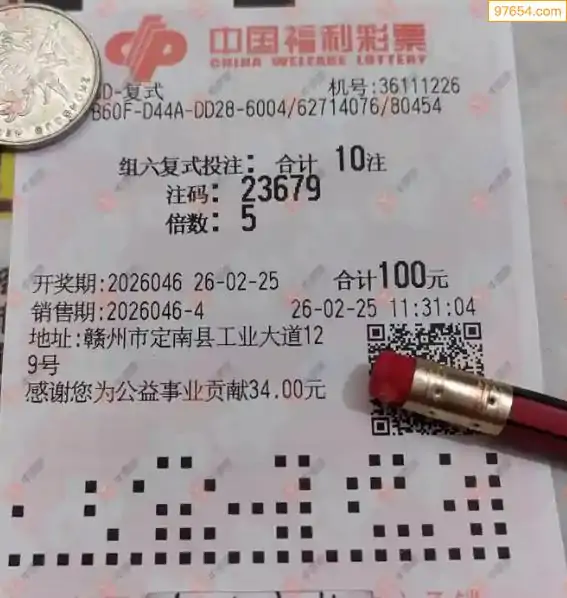 97654.com
中国福利彩票
CHINA WELFARE LOTTERY
D-复式 机号:36111226
B60F-D44A-DD28-6004/62714076/80454
组六复式投注: 合计 10注
注码: 23679
倍数: 5
开奖期:2026046 26-02-25 合计100元
销售期:2026046-4 26-02-25 11:31:04
地址:赣州市定南县工业大道12
9号
感谢您为公益事业贡献34.00元